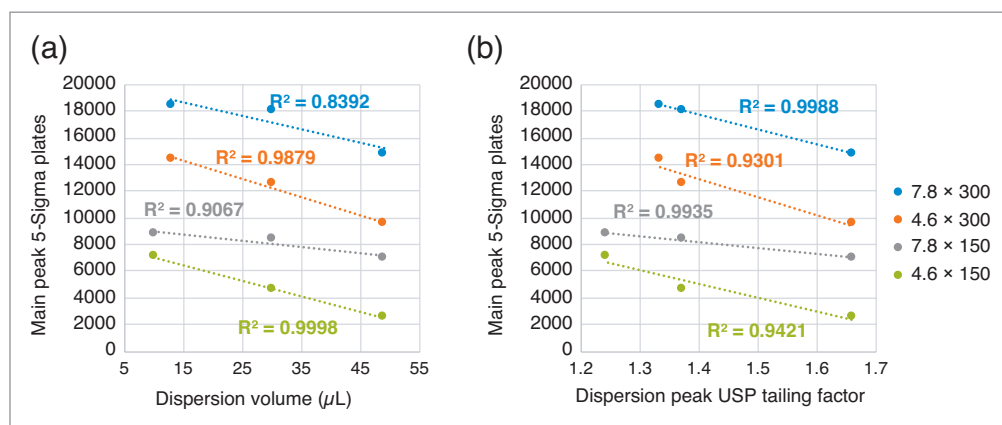 (a)
Main peak 5-Sigma plates
20000
18000
16000
14000
12000
10000
8000
6000
4000
2000
0
R² = 0.8392
R² = 0.9879
R² = 0.9067
R² = 0.9998
5 15 25 35 45 55
Dispersion volume (µL)
(b)
Main peak 5-Sigma plates
20000
18000
16000
14000
12000
10000
8000
6000
4000
2000
0
R² = 0.9988
R² = 0.9301
R² = 0.9935
R² = 0.9421
1.2 1.3 1.4 1.5 1.6 1.7
Dispersion peak USP tailing factor
7.8 × 300
4.6 × 300
7.8 × 150
4.6 × 150